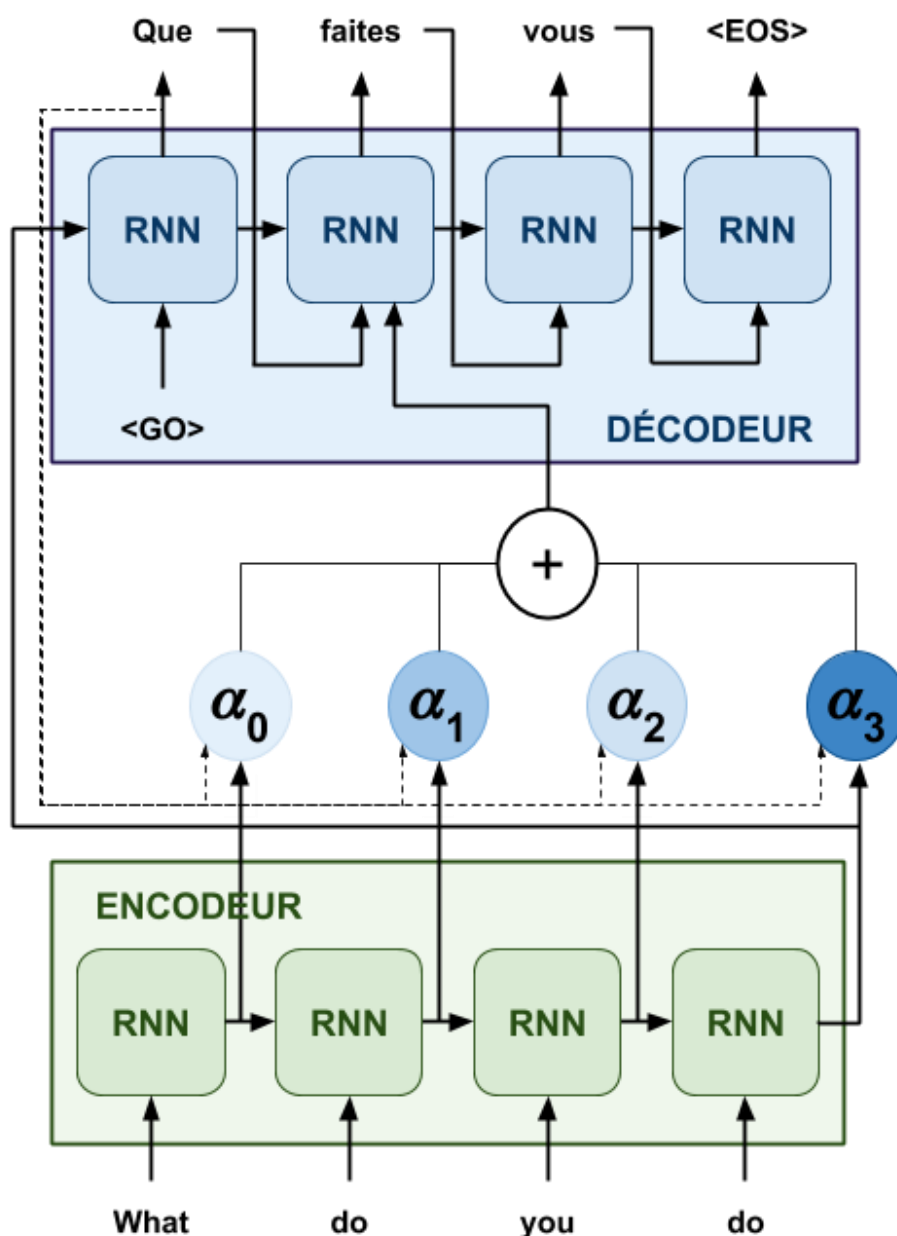 Que faites vous <EOS>
RNN RNN RNN RNN
<GO>
DÉCODEUR
+
α0 α1 α2 α3
ENCODEUR
RNN RNN RNN RNN
What do you do